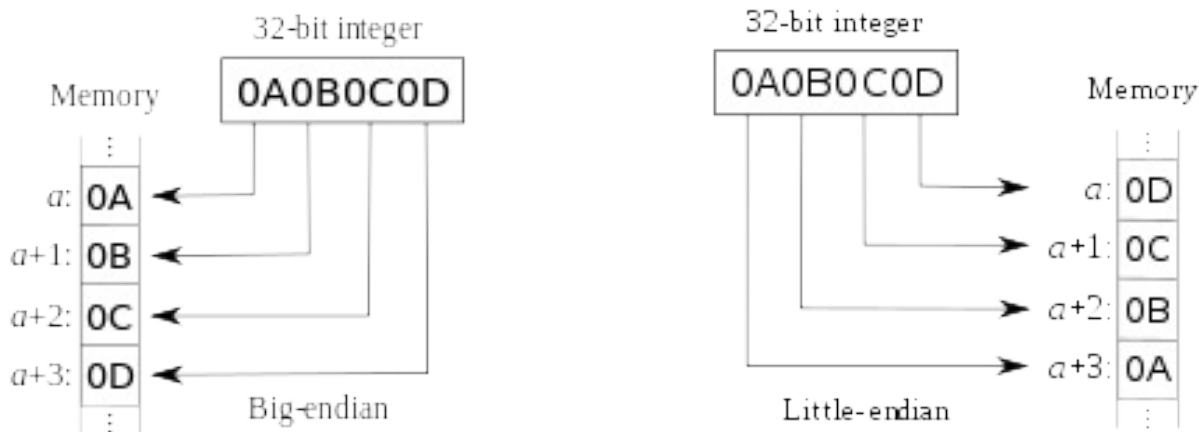 32-bit integer
0A0B0C0D
Memory
⋮
a: 0A
a+1: 0B
a+2: 0C
a+3: 0D
⋮
Big-endian
32-bit integer
0A0B0C0D
Memory
⋮
a: 0D
a+1: 0C
a+2: 0B
a+3: 0A
⋮
Little-endian